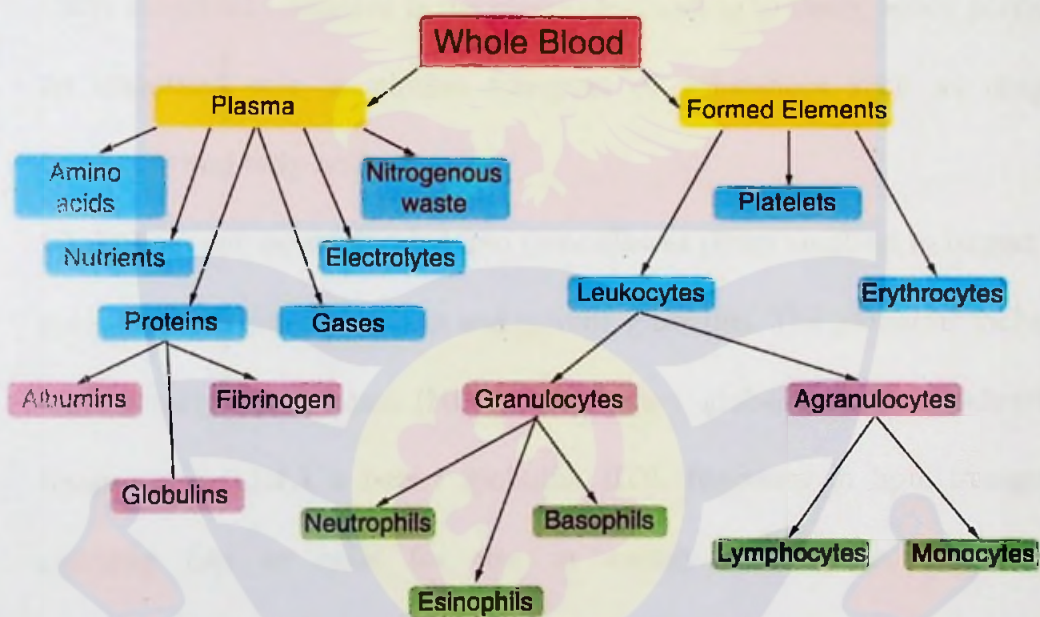 Whole Blood
Plasma
Formed Elements
Amino
acids
Nitrogenous
waste
Platelets
Nutrients
Electrolytes
Leukocytes
Erythrocytes
Proteins
Gases
Albumins
Fibrinogen
Granulocytes
Agranulocytes
Globulins
Neutrophils
Basophils
Lymphocytes
Monocytes
Esinophils